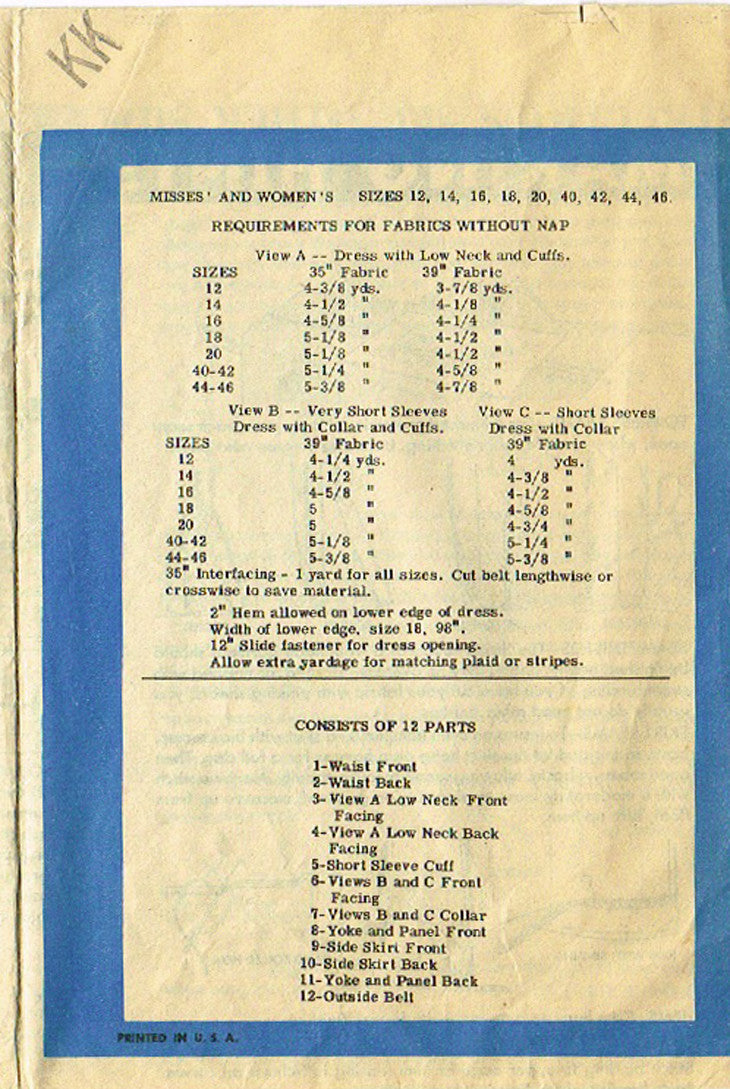 KK
MISSES' AND WOMEN'S SIZES 12, 14, 16, 18, 20, 40, 42, 44, 46.
REQUIREMENTS FOR FABRICS WITHOUT NAP
View A -- Dress with Low Neck and Cuffs.
SIZES 35" Fabric 39" Fabric
12 4-3/8 yds. 3-7/8 yds.
14 4-1/2 " 4-1/8 "
16 4-5/8 " 4-1/4 "
18 5-1/8 " 4-1/2 "
20 5-1/8 " 4-1/2 "
40-42 5-1/4 " 4-5/8 "
44-46 5-3/8 " 4-7/8 "
View B -- Very Short Sleeves View C -- Short Sleeves
Dress with Collar and Cuffs. Dress with Collar
SIZES 39" Fabric 39" Fabric
12 4-1/4 yds. 4 yds.
14 4-1/2 " 4-3/8 "
16 4-5/8 " 4-1/2 "
18 5 " 4-5/8 "
20 5 " 4-3/4 "
40-42 5-1/8 " 5-1/4 "
44-46 5-3/8 " 5-3/8 "
35" Interfacing - 1 yard for all sizes. Cut belt lengthwise or
crosswise to save material.
2" Hem allowed on lower edge of dress.
Width of lower edge, size 18, 98".
12" Slide fastener for dress opening.
Allow extra yardage for matching plaid or stripes.
CONSISTS OF 12 PARTS
1-Waist Front
2-Waist Back
3-View A Low Neck Front
Facing
4-View A Low Neck Back
Facing
5-Short Sleeve Cuff
6-Views B and C Front
Facing
7-Views B and C Collar
8-Yoke and Panel Front
9-Side Skirt Front
10-Side Skirt Back
11-Yoke and Panel Back
12-Outside Belt
PRINTED IN U. S. A.